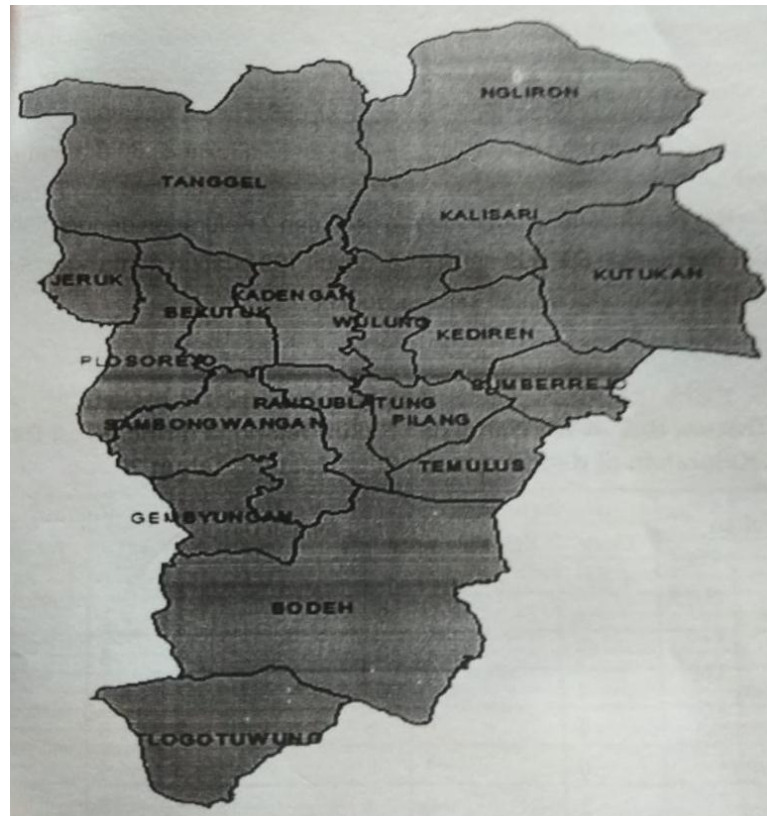 NGLIRON
TANGGEL
KALISARI
KUTUKAN
JERUK
KADENGAN
BEKUTUK
WULUNG
KEDIREN
PLOSOREJO
SUMBERREJO
RANDUBLATUNG
SAMBONGWANGAN
PILANG
TEMULUS
GEMBYUNGAN
BODEH
TLOGOTUWUNG